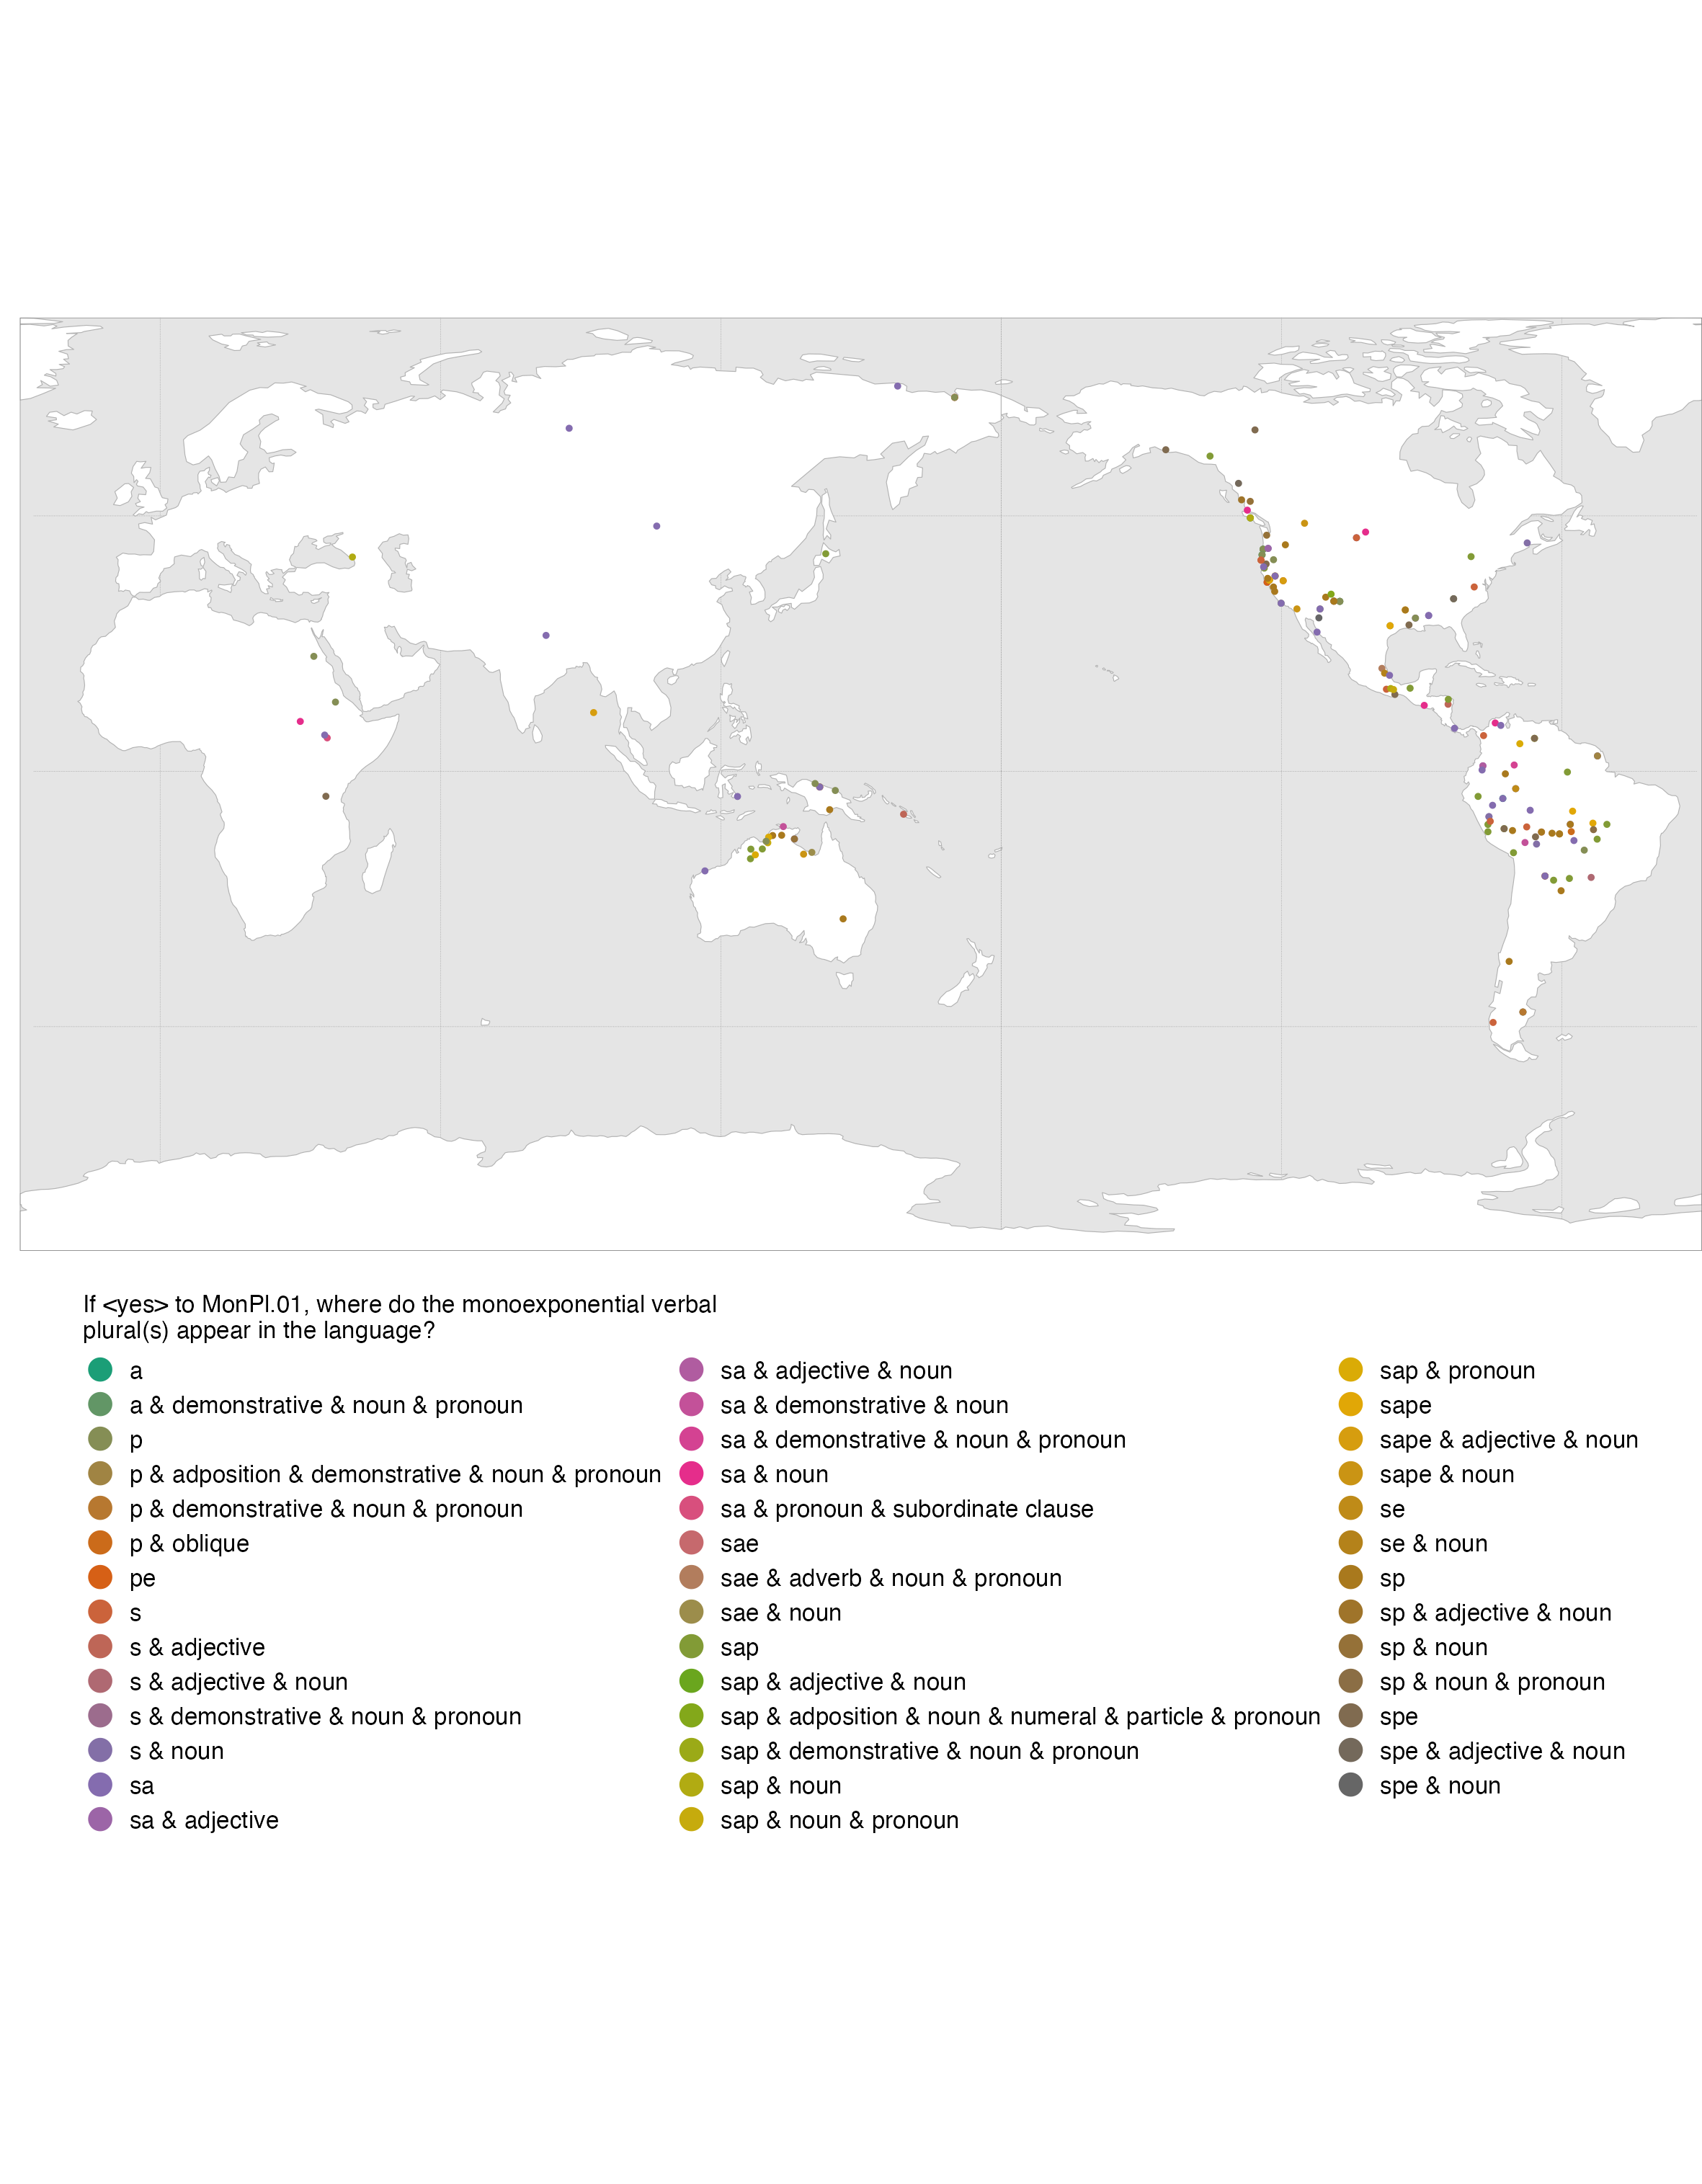 If <yes> to MonPl.01, where do the monoexponential verbal
plural(s) appear in the language?
a
a & demonstrative & noun & pronoun
p
p & adposition & demonstrative & noun & pronoun
p & demonstrative & noun & pronoun
p & oblique
pe
s
s & adjective
s & adjective & noun
s & demonstrative & noun & pronoun
s & noun
sa
sa & adjective
sa & adjective & noun
sa & demonstrative & noun
sa & demonstrative & noun & pronoun
sa & noun
sa & pronoun & subordinate clause
sae
sae & adverb & noun & pronoun
sae & noun
sap
sap & adjective & noun
sap & adposition & noun & numeral & particle & pronoun
sap & demonstrative & noun & pronoun
sap & noun
sap & noun & pronoun
sap & pronoun
sape
sape & adjective & noun
sape & noun
se
se & noun
sp
sp & adjective & noun
sp & noun
sp & noun & pronoun
spe
spe & adjective & noun
spe & noun